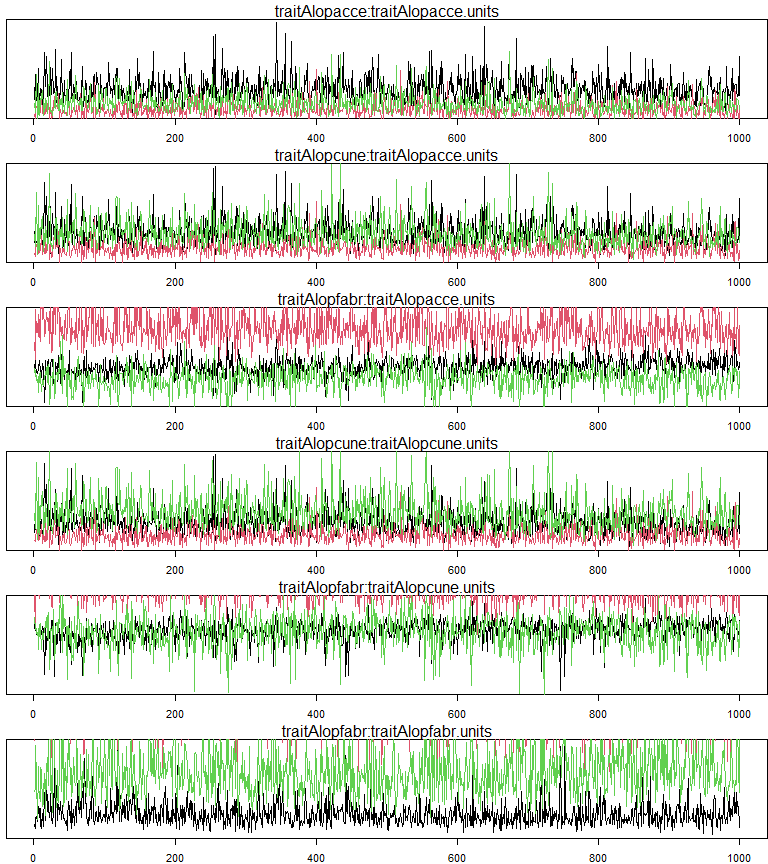 traitAlopacce:traitAlopacce.units
0 200 400 600 800 1000
traitAlopcune:traitAlopacce.units
0 200 400 600 800 1000
traitAlopfabr:traitAlopacce.units
0 200 400 600 800 1000
traitAlopcune:traitAlopcune.units
0 200 400 600 800 1000
traitAlopfabr:traitAlopcune.units
0 200 400 600 800 1000
traitAlopfabr:traitAlopfabr.units
0 200 400 600 800 1000